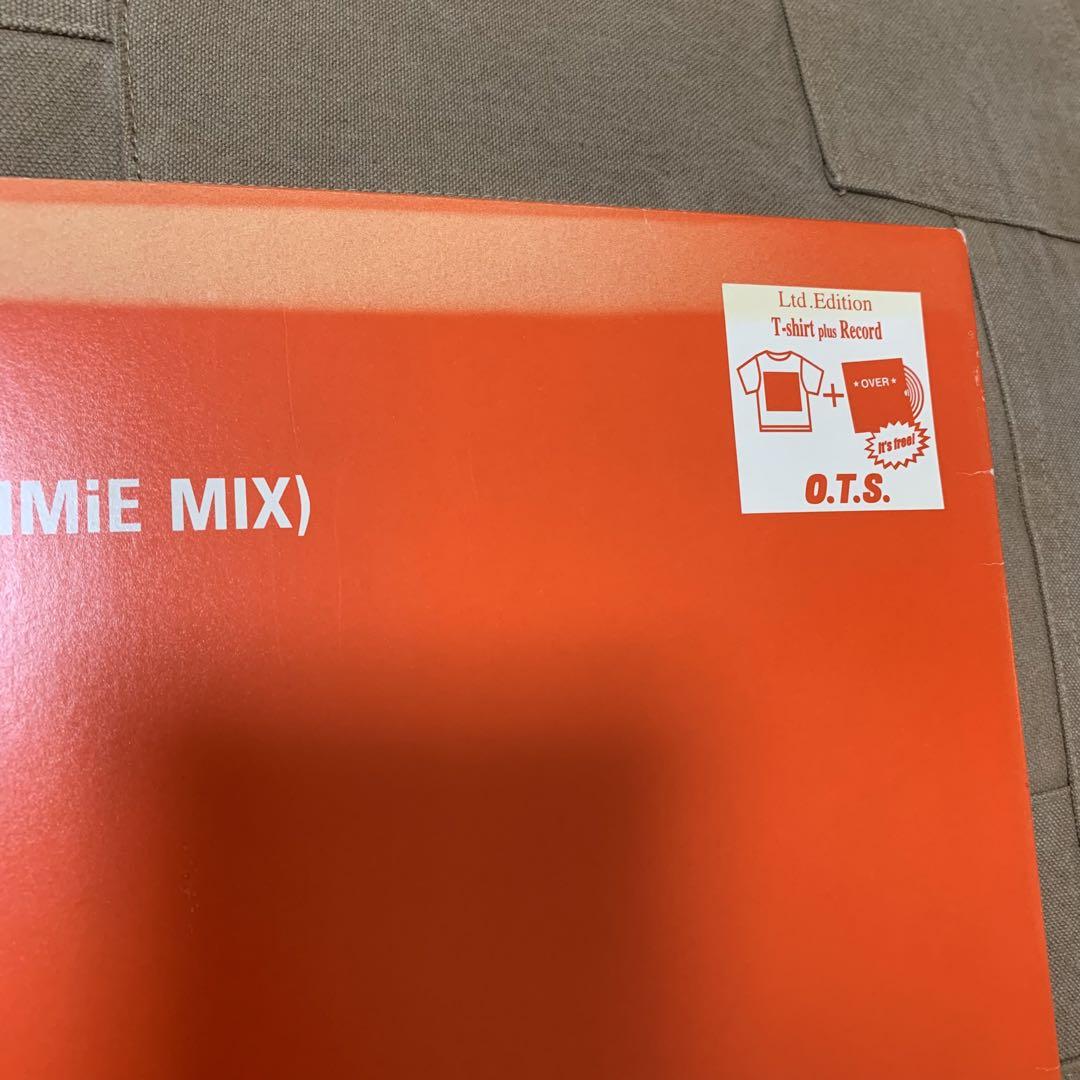 Ltd.Edition
T-shirt plus Record
+
★OVER★
it's free!
O.T.S.
MiE MIX)